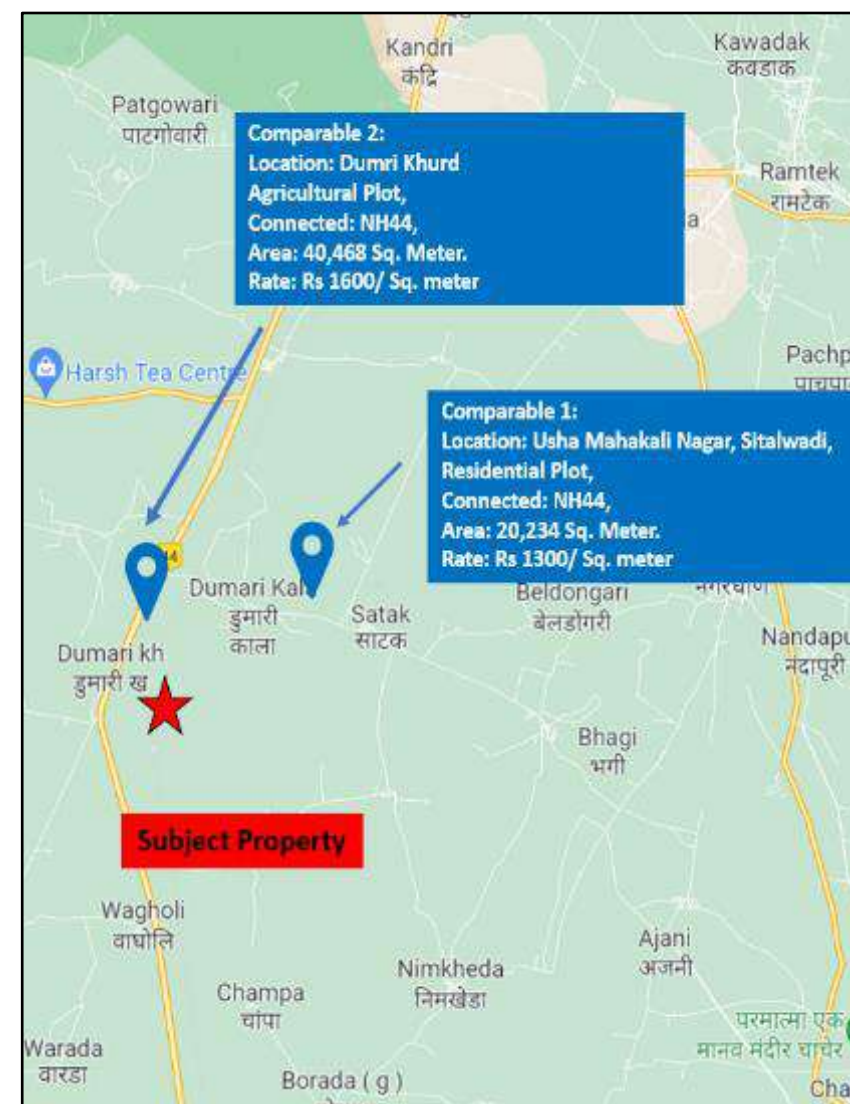 Kandri
कंद्रि
Kawadak
कवडाक
Patgowari
पाटगोवारी
Comparable 2:
Location: Dumri Khurd
Agricultural Plot,
Connected: NH44,
Area: 40,468 Sq. Meter.
Rate: Rs 1600/ Sq. meter
Ramtek
रामटेक
Harsh Tea Centre
Comparable 1:
Location: Usha Mahakali Nagar, Sitalwadi,
Residential Plot,
Connected: NH44,
Area: 20,234 Sq. Meter.
Rate: Rs 1300/ Sq. meter
Dumari Kal
डुमारी
काला
Satak
साटक
Beldongari
बेलडोंगरी
Nandapu
नंदापूरी
Dumari kh
डुमारी ख
Bhagi
भगी
Subject Property
Wagholi
वाघोलि
Ajani
अजनी
Nimkheda
निमखेडा
Champa
चांपा
परमात्मा एक
मानव मंदीर चाचेर
Warada
वारडा
Borada ( g )
Cha